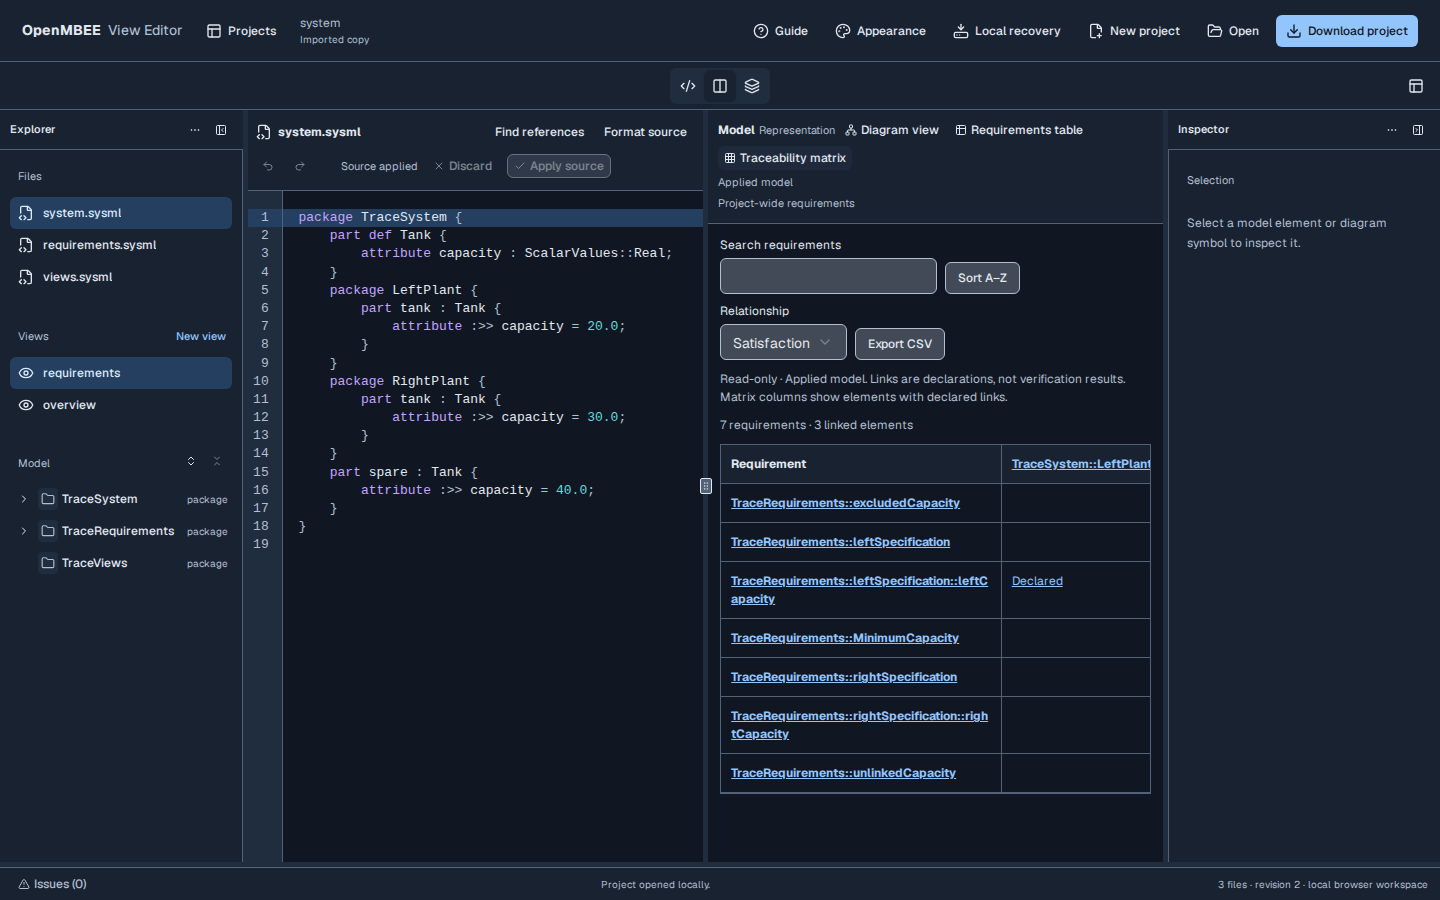 OpenMBEE View Editor
Projects
system
Imported copy
Guide
Appearance
Local recovery
New project
Open
Download project
Explorer
Files
system.sysml
requirements.sysml
views.sysml
Views
New view
requirements
overview
Model
TraceSystem package
TraceRequirements package
TraceViews package
system.sysml
Find references
Format source
Source applied
Discard
Apply source
1 package TraceSystem {
2 part def Tank {
3 attribute capacity : ScalarValues::Real;
4 }
5 package LeftPlant {
6 part tank : Tank {
7 attribute :>> capacity = 20.0;
8 }
9 }
10 package RightPlant {
11 part tank : Tank {
12 attribute :>> capacity = 30.0;
13 }
14 }
15 part spare : Tank {
16 attribute :>> capacity = 40.0;
17 }
18 }
19
Model Representation Diagram view Requirements table
Traceability matrix
Applied model
Project-wide requirements
Search requirements
Sort A–Z
Relationship
Satisfaction
Export CSV
Read-only · Applied model. Links are declarations, not verification results.
Matrix columns show elements with declared links.
7 requirements · 3 linked elements
Requirement TraceSystem::LeftPlant
TraceRequirements::excludedCapacity
TraceRequirements::leftSpecification
TraceRequirements::leftSpecification::leftC
apacity
Declared
TraceRequirements::MinimumCapacity
TraceRequirements::rightSpecification
TraceRequirements::rightSpecification::righ
tCapacity
TraceRequirements::unlinkedCapacity
Inspector
Selection
Select a model element or diagram
symbol to inspect it.
Issues (0)
Project opened locally.
3 files · revision 2 · local browser workspace